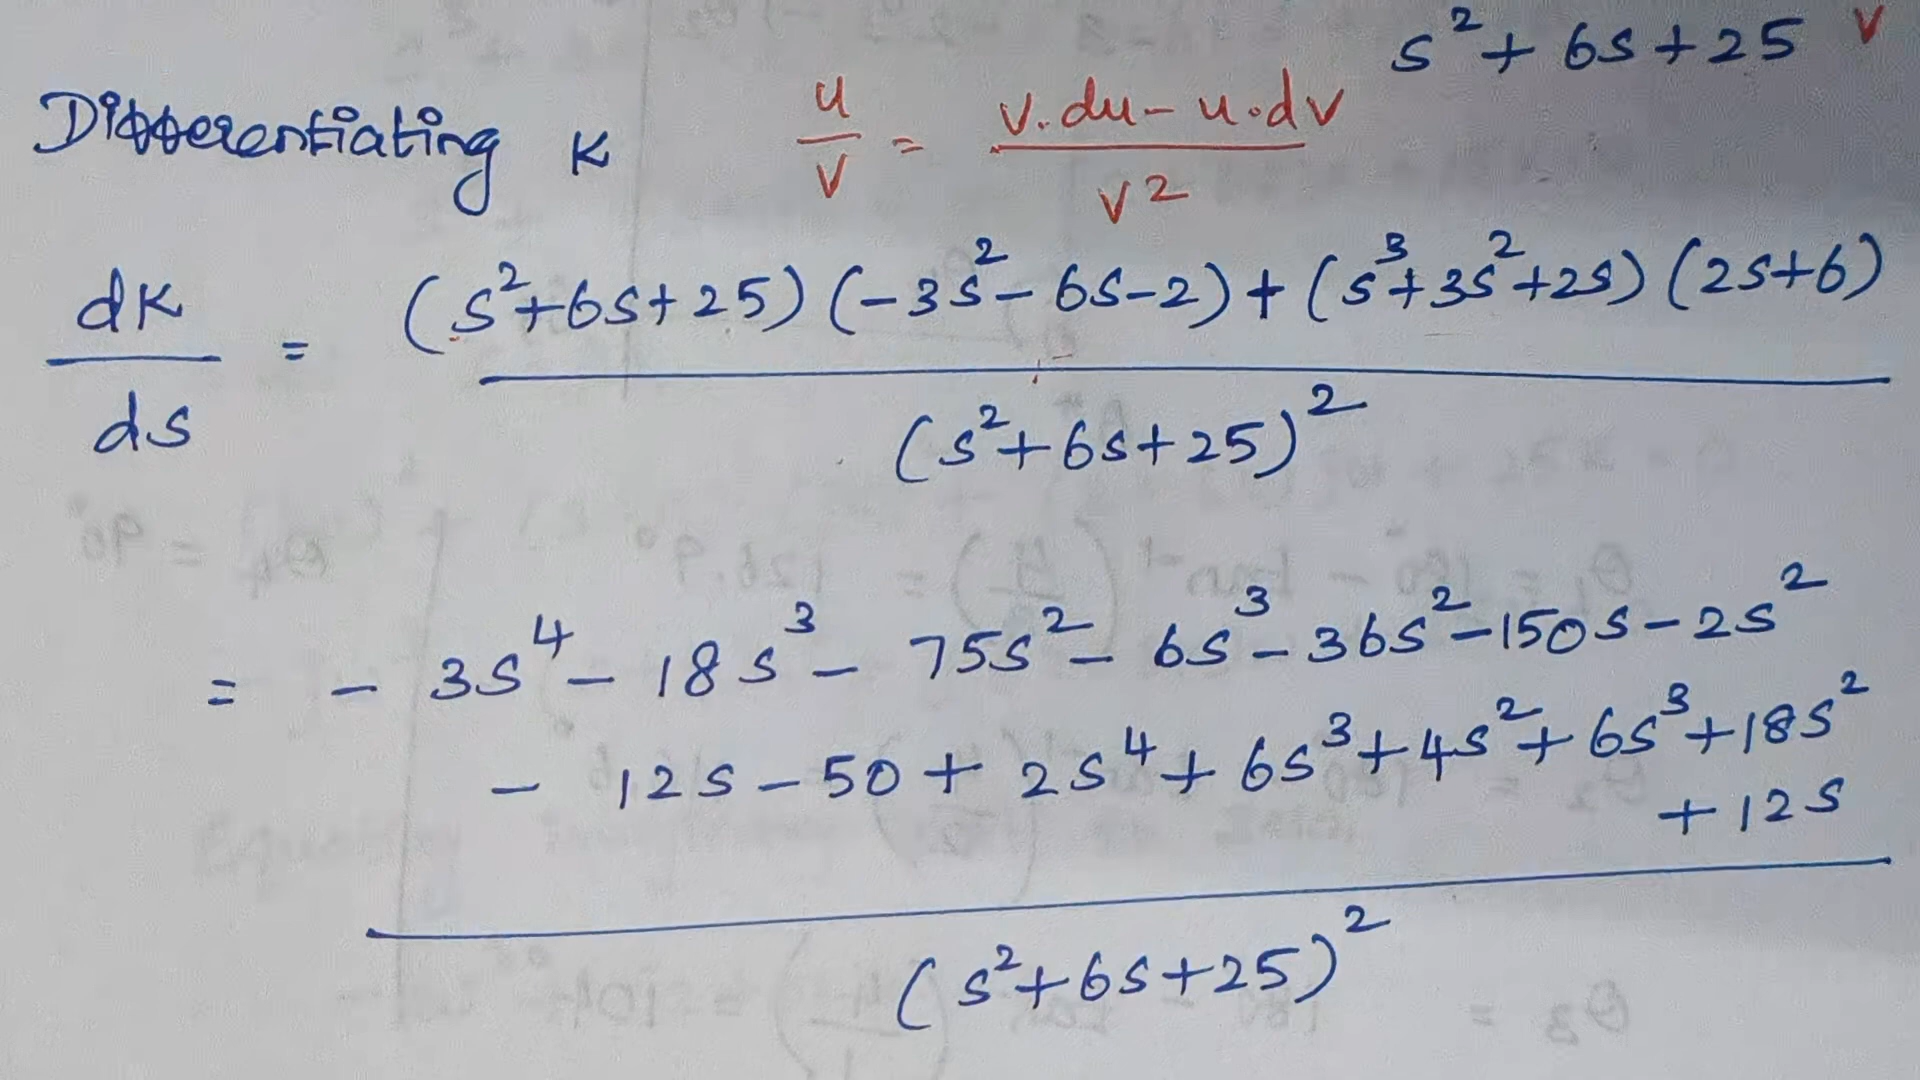 s² + 6s + 25 v
Differentiating K u/v = (v.du - u.dv)/v²
dK/ds = ((s²+6s+25)(-3s²-6s-2)+(s³+3s²+2s)(2s+6))/(s²+6s+25)²
= - 3s⁴ - 18s³ - 75s² - 6s³ - 36s² - 150s - 2s²
- 12s - 50 + 2s⁴ + 6s³ + 4s² + 6s³ + 18s²
+ 12s
(s²+6s+25)²